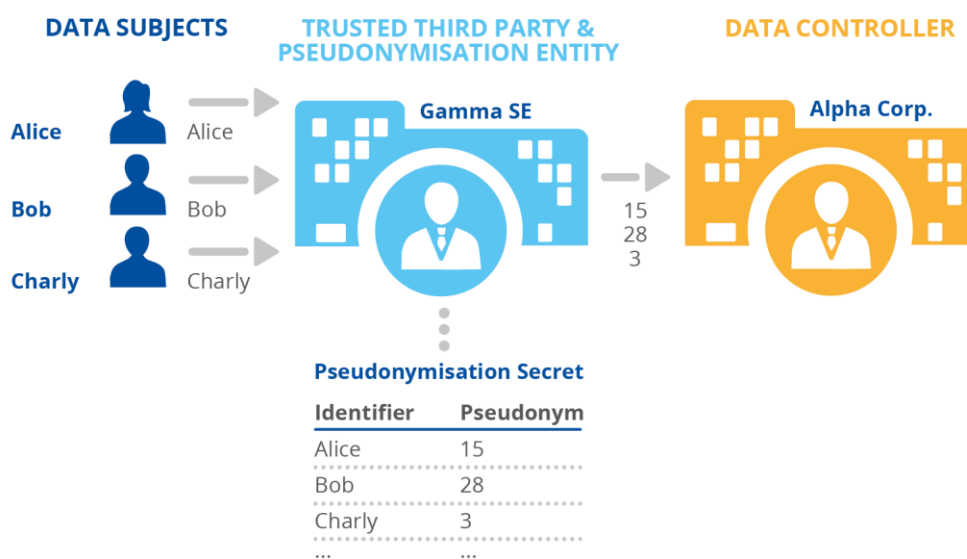 DATA SUBJECTS
TRUSTED THIRD PARTY &
PSEUDONYMISATION ENTITY
DATA CONTROLLER
Gamma SE
Alpha Corp.
Alice
Alice
Bob
Bob
Charly
Charly
15
28
3
Pseudonymisation Secret
Identifier Pseudonym
Alice 15
Bob 28
Charly 3
... ...